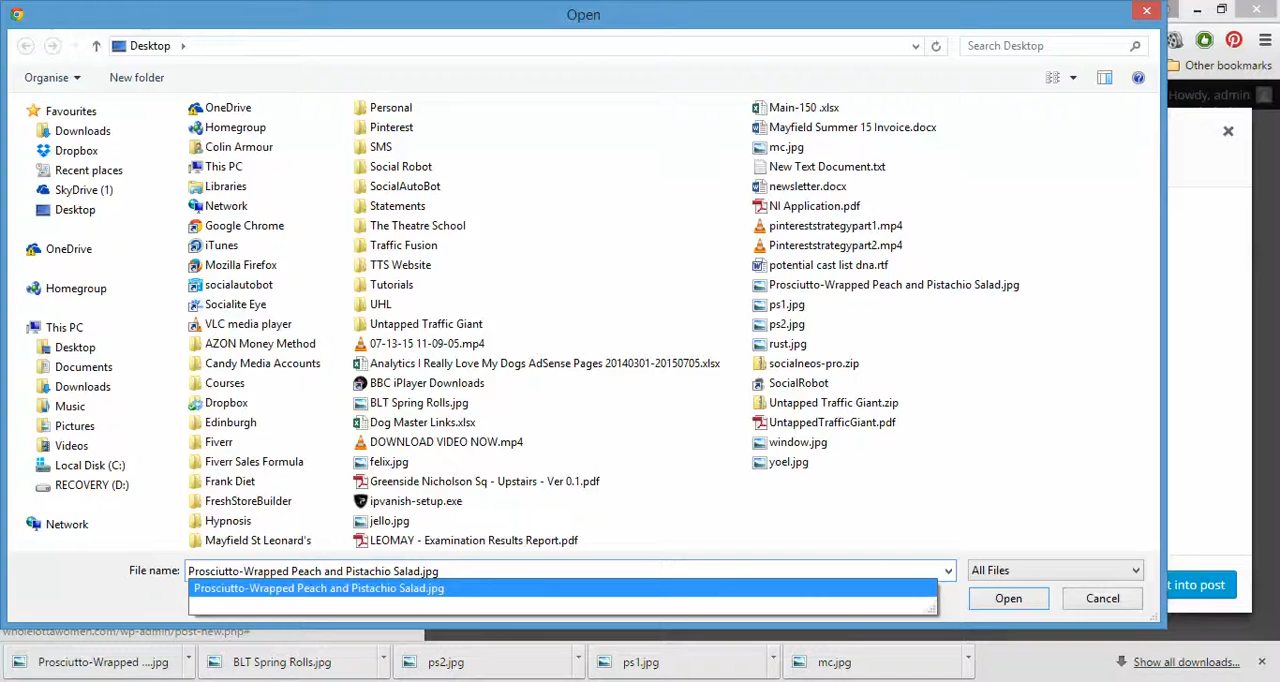 Open
Desktop
Search Desktop
Organise
New folder
Other bookmarks
Howdy, admin
Favourites
Downloads
Dropbox
Recent places
SkyDrive (1)
Desktop
OneDrive
Homegroup
This PC
Desktop
Documents
Downloads
Music
Pictures
Videos
Local Disk (C:)
RECOVERY (D:)
Network
OneDrive
Homegroup
Colin Armour
This PC
Libraries
Network
Google Chrome
iTunes
Mozilla Firefox
socialautobot
Socialite Eye
VLC media player
AZON Money Method
Candy Media Accounts
Courses
Dropbox
Edinburgh
Fiverr
Fiverr Sales Formula
Frank Diet
FreshStoreBuilder
Hypnosis
Mayfield St Leonard's
Personal
Pinterest
SMS
Social Robot
SocialAutoBot
Statements
The Theatre School
Traffic Fusion
TTS Website
Tutorials
UHL
Untapped Traffic Giant
07-13-15 11-09-05.mp4
Analytics I Really Love My Dogs AdSense Pages 20140301-20150705.xlsx
BBC iPlayer Downloads
BLT Spring Rolls.jpg
Dog Master Links.xlsx
DOWNLOAD VIDEO NOW.mp4
felix.jpg
Greenside Nicholson Sq - Upstairs - Ver 0.1.pdf
ipvanish-setup.exe
jello.jpg
LEOMAY - Examination Results Report.pdf
Main-150 .xlsx
Mayfield Summer 15 Invoice.docx
mc.jpg
New Text Document.txt
newsletter.docx
NI Application.pdf
pintereststrategypart1.mp4
Pintereststrategypart2.mp4
potential cast list dna.rtf
Prosciutto-Wrapped Peach and Pistachio Salad.jpg
ps1.jpg
ps2.jpg
rust.jpg
socialneos-pro.zip
SocialRobot
Untapped Traffic Giant.zip
UntappedTrafficGiant.pdf
window.jpg
yoel.jpg
File name: Prosciutto-Wrapped Peach and Pistachio Salad.jpg
All Files
Prosciutto-Wrapped Peach and Pistachio Salad.jpg
Open
Cancel
t into post
wholelottawomen.com/wp-admin/post-new.php#
Prosciutto-Wrapped ....jpg
BLT Spring Rolls.jpg
ps2.jpg
ps1.jpg
mc.jpg
Show all downloads...